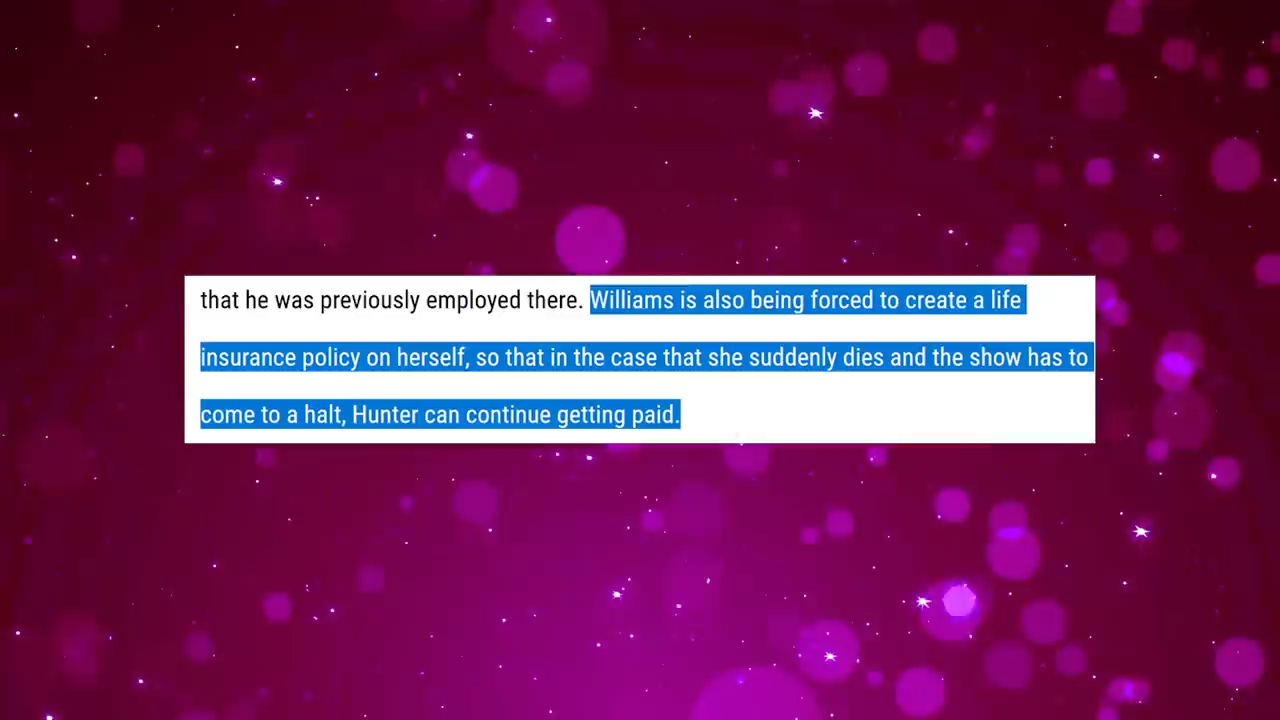 that he was previously employed there. Williams is also being forced to create a life
insurance policy on herself, so that in the case that she suddenly dies and the show has to
come to a halt, Hunter can continue getting paid.